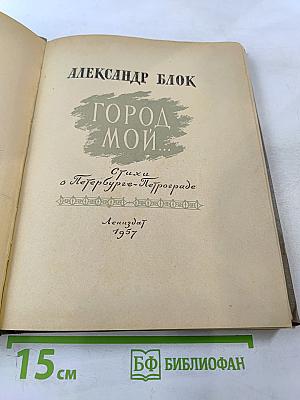 АЛЕКСАНДР БЛОК
ГОРОД
МОЙ...
Стихи
о Петербурге-Петрограде
Лениздат
1957
15 см
БФ БИБЛИОФАН